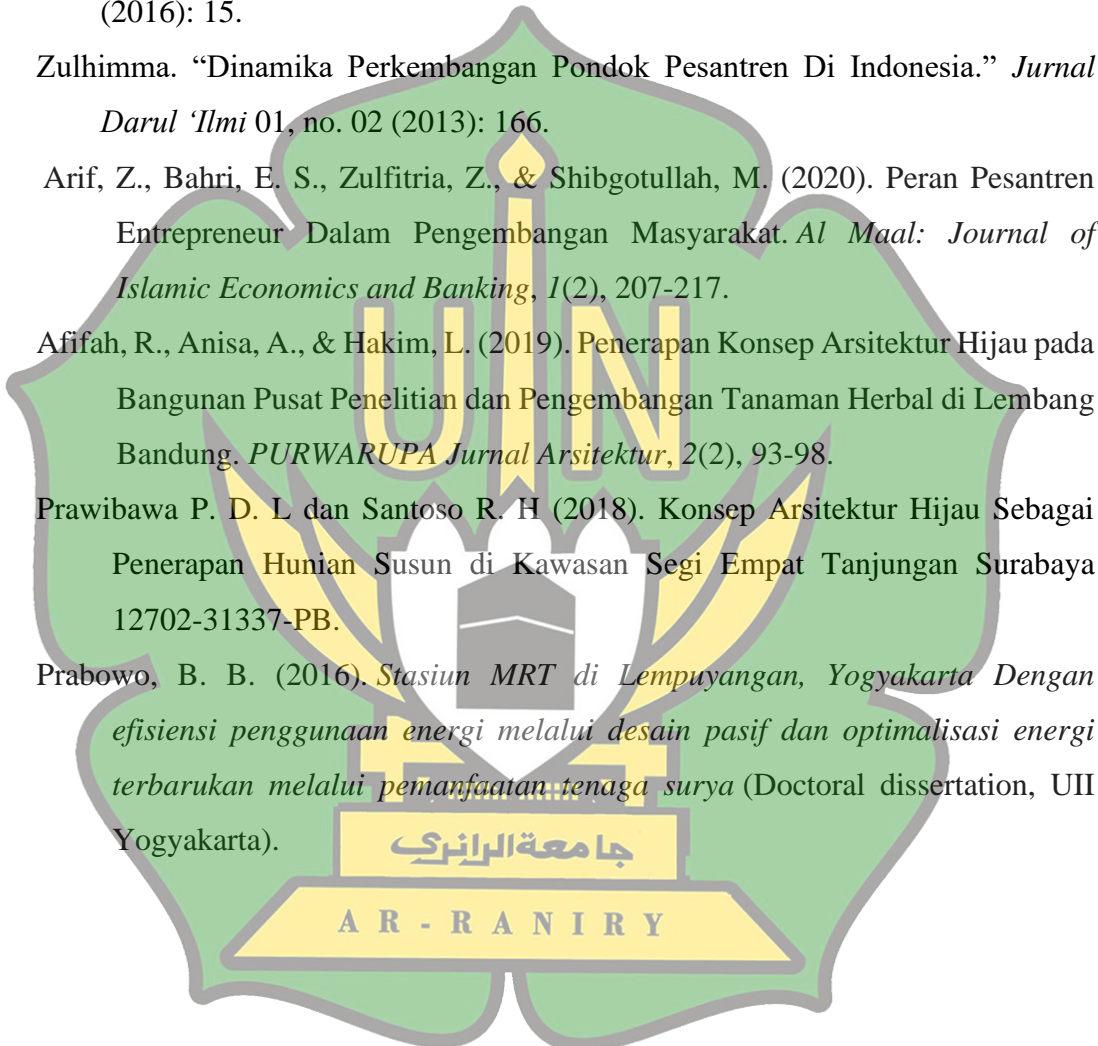 (2016): 15.
Zulhimma. “Dinamika Perkembangan Pondok Pesantren Di Indonesia.” Jurnal
Darul ‘Ilmi 01, no. 02 (2013): 166.
Arif, Z., Bahri, E. S., Zulfitria, Z., & Shibgotullah, M. (2020). Peran Pesantren
Entrepreneur Dalam Pengembangan Masyarakat. Al Maal: Journal of
Islamic Economics and Banking, 1(2), 207-217.
Afifah, R., Anisa, A., & Hakim, L. (2019). Penerapan Konsep Arsitektur Hijau pada
Bangunan Pusat Penelitian dan Pengembangan Tanaman Herbal di Lembang
Bandung. PURWARUPA Jurnal Arsitektur, 2(2), 93-98.
Prawibawa P. D. L dan Santoso R. H (2018). Konsep Arsitektur Hijau Sebagai
Penerapan Hunian Susun di Kawasan Segi Empat Tanjungan Surabaya
12702-31337-PB.
Prabowo, B. B. (2016). Stasiun MRT di Lempuyangan, Yogyakarta Dengan
efisiensi penggunaan energi melalui desain pasif dan optimalisasi energi
terbarukan melalui pemanfaatan tenaga surya (Doctoral dissertation, UII
Yogyakarta).
UIN
جامعة الرانري
AR-RANIRY